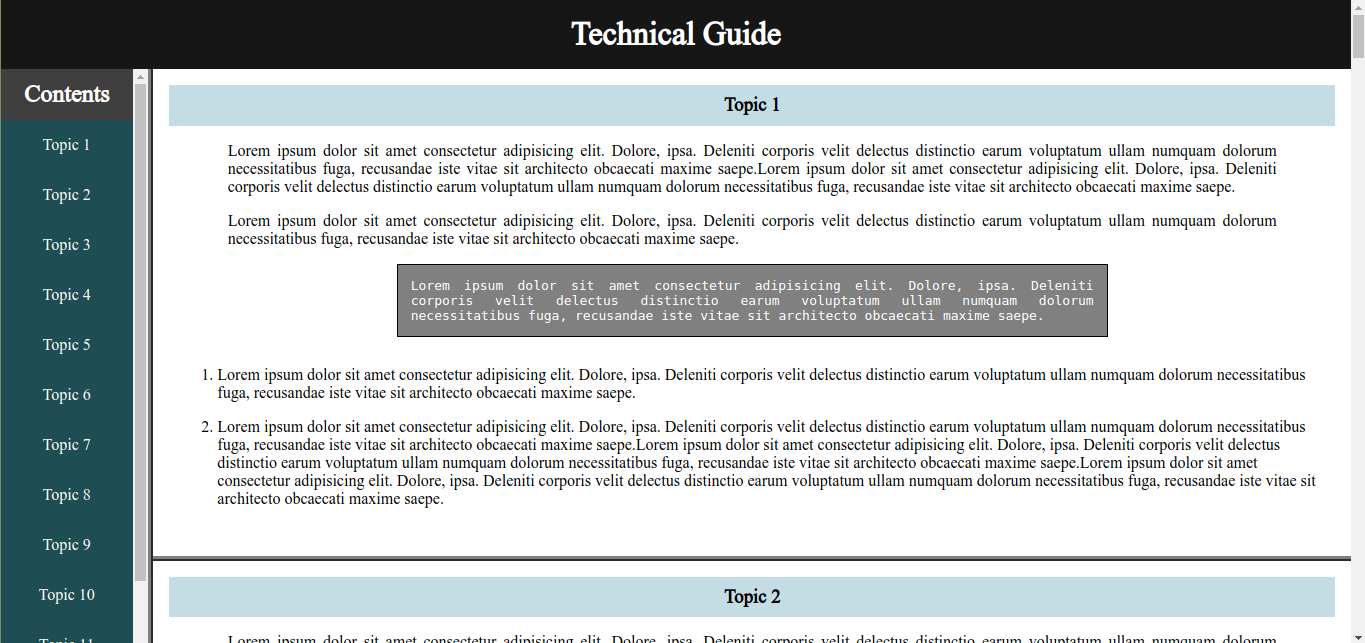 Technical Guide
Contents
Topic 1
Topic 2
Topic 3
Topic 4
Topic 5
Topic 6
Topic 7
Topic 8
Topic 9
Topic 10
Topic 11
Topic 1
Lorem ipsum dolor sit amet consectetur adipisicing elit. Dolore, ipsa. Deleniti corporis velit delectus distinctio earum voluptatum ullam numquam dolorum
necessitatibus fuga, recusandae iste vitae sit architecto obcaecati maxime saepe.Lorem ipsum dolor sit amet consectetur adipisicing elit. Dolore, ipsa. Deleniti
corporis velit delectus distinctio earum voluptatum ullam numquam dolorum necessitatibus fuga, recusandae iste vitae sit architecto obcaecati maxime saepe.
Lorem ipsum dolor sit amet consectetur adipisicing elit. Dolore, ipsa. Deleniti corporis velit delectus distinctio earum voluptatum ullam numquam dolorum
necessitatibus fuga, recusandae iste vitae sit architecto obcaecati maxime saepe.
Lorem ipsum dolor sit amet consectetur adipisicing elit. Dolore, ipsa. Deleniti
corporis velit delectus distinctio earum voluptatum ullam numquam dolorum
necessitatibus fuga, recusandae iste vitae sit architecto obcaecati maxime saepe.
1. Lorem ipsum dolor sit amet consectetur adipisicing elit. Dolore, ipsa. Deleniti corporis velit delectus distinctio earum voluptatum ullam numquam dolorum necessitatibus
fuga, recusandae iste vitae sit architecto obcaecati maxime saepe.
2. Lorem ipsum dolor sit amet consectetur adipisicing elit. Dolore, ipsa. Deleniti corporis velit delectus distinctio earum voluptatum ullam numquam dolorum necessitatibus
fuga, recusandae iste vitae sit architecto obcaecati maxime saepe.Lorem ipsum dolor sit amet consectetur adipisicing elit. Dolore, ipsa. Deleniti corporis velit delectus
distinctio earum voluptatum ullam numquam dolorum necessitatibus fuga, recusandae iste vitae sit architecto obcaecati maxime saepe.Lorem ipsum dolor sit amet
consectetur adipisicing elit. Dolore, ipsa. Deleniti corporis velit delectus distinctio earum voluptatum ullam numquam dolorum necessitatibus fuga, recusandae iste vitae sit
architecto obcaecati maxime saepe.
Topic 2
Lorem ipsum dolor sit amet consectetur adipisicing elit. Dolore, ipsa. Deleniti corporis velit delectus distinctio earum voluptatum ullam numquam dolorum